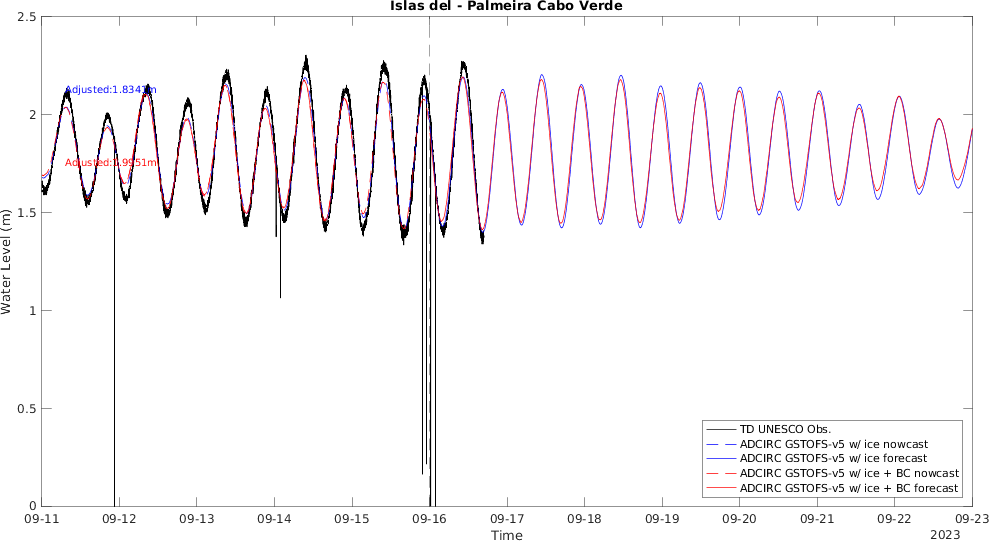 Islas del - Palmeira Cabo Verde
2.5
2
1.5
1
0.5
0
Water Level (m)
Adjusted:1.8341m
Adjusted:1.9951m
TD UNESCO Obs.
ADCIRC GSTOFS-v5 w/ ice nowcast
ADCIRC GSTOFS-v5 w/ ice forecast
ADCIRC GSTOFS-v5 w/ ice + BC nowcast
ADCIRC GSTOFS-v5 w/ ice + BC forecast
09-11 09-12 09-13 09-14 09-15 09-16 09-17 09-18 09-19 09-20 09-21 09-22 09-23
Time
2023